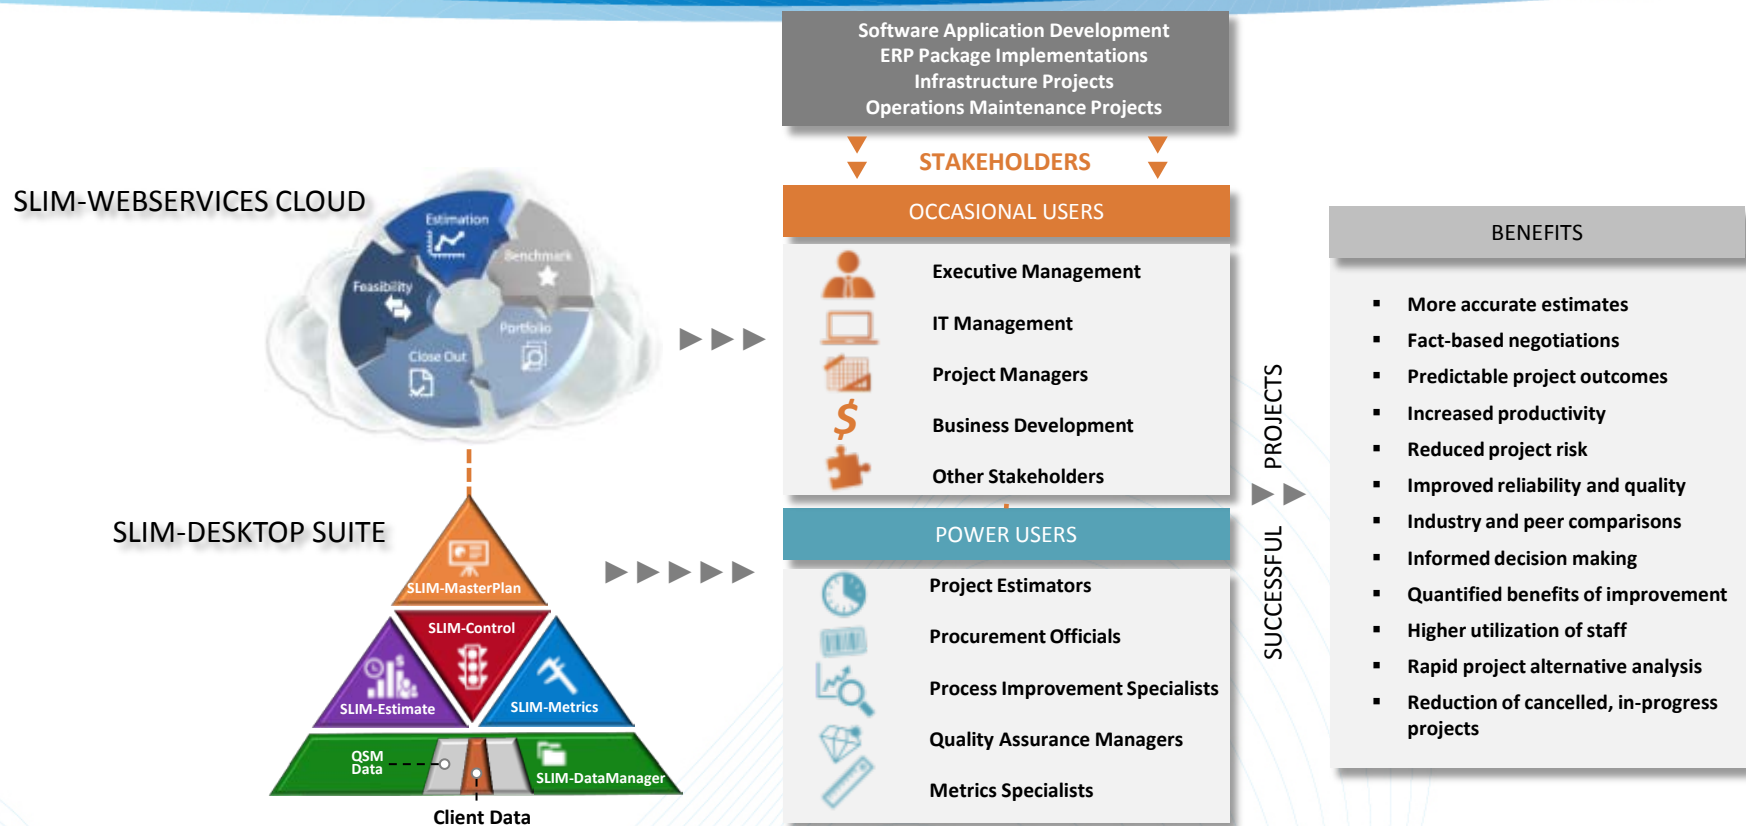 Software Application Development
ERP Package Implementations
Infrastructure Projects
Operations Maintenance Projects
STAKEHOLDERS
SLIM-WEBSERVICES CLOUD
Estimation
Benchmark
Feasibility
Portfolio
Close Out
OCCASIONAL USERS
Executive Management
IT Management
Project Managers
$
Business Development
Other Stakeholders
SLIM-DESKTOP SUITE
SLIM-MasterPlan
SLIM-Control
SLIM-Estimate
SLIM-Metrics
QSM
Data
SLIM-DataManager
Client Data
POWER USERS
Project Estimators
Procurement Officials
Process Improvement Specialists
Quality Assurance Managers
Metrics Specialists
SUCCESSFUL PROJECTS
BENEFITS
▪ More accurate estimates
▪ Fact-based negotiations
▪ Predictable project outcomes
▪ Increased productivity
▪ Reduced project risk
▪ Improved reliability and quality
▪ Industry and peer comparisons
▪ Informed decision making
▪ Quantified benefits of improvement
▪ Higher utilization of staff
▪ Rapid project alternative analysis
▪ Reduction of cancelled, in-progress
projects